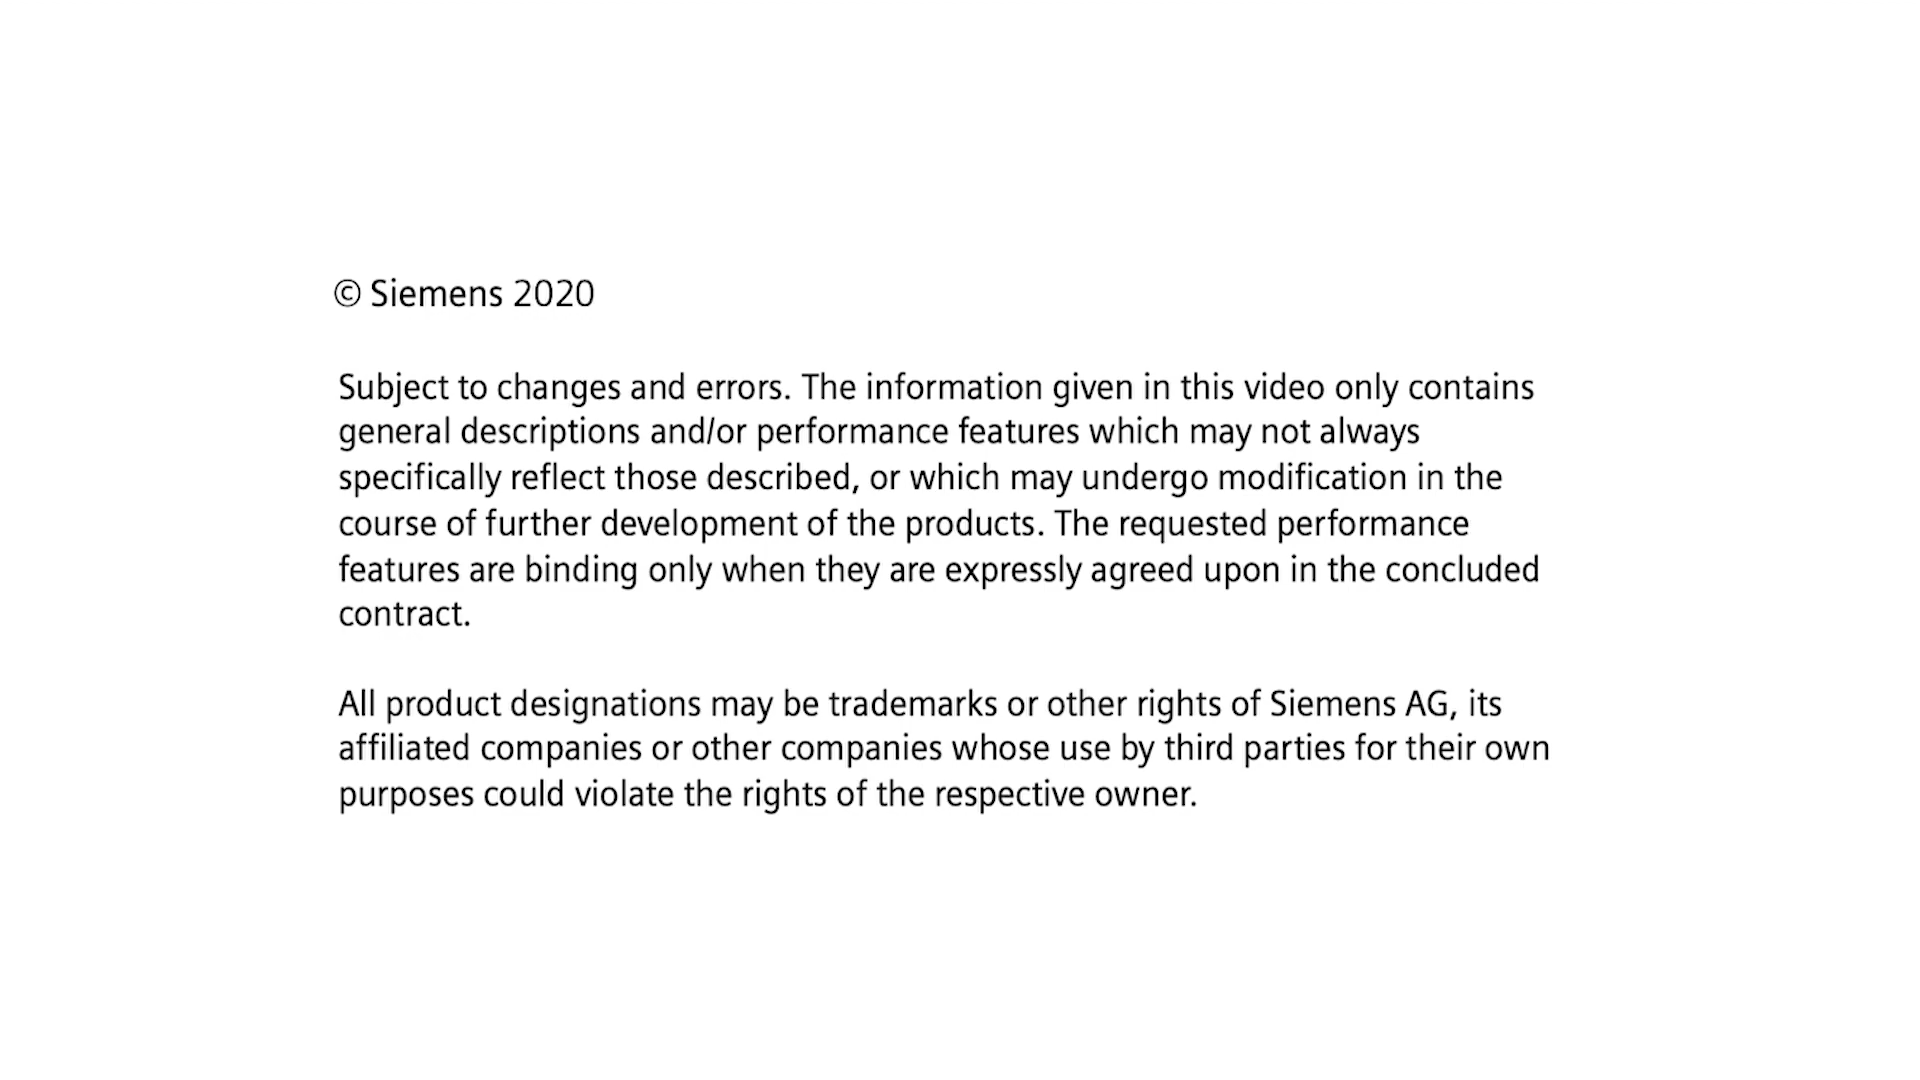 © Siemens 2020
Subject to changes and errors. The information given in this video only contains
general descriptions and/or performance features which may not always
specifically reflect those described, or which may undergo modification in the
course of further development of the products. The requested performance
features are binding only when they are expressly agreed upon in the concluded
contract.
All product designations may be trademarks or other rights of Siemens AG, its
affiliated companies or other companies whose use by third parties for their own
purposes could violate the rights of the respective owner.